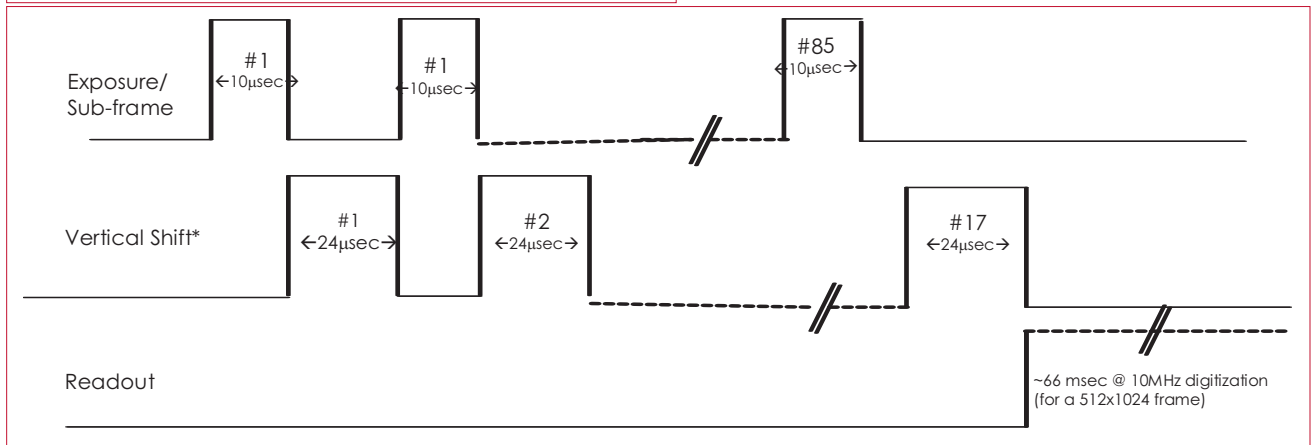 #1
←10μsec→
#1
←10μsec→
#85
←10μsec→
Exposure/
Sub-frame
#1
←24μsec→
#2
←24μsec→
#17
←24μsec→
Vertical Shift*
Readout
~66 msec @ 10MHz digitization
(for a 512x1024 frame)